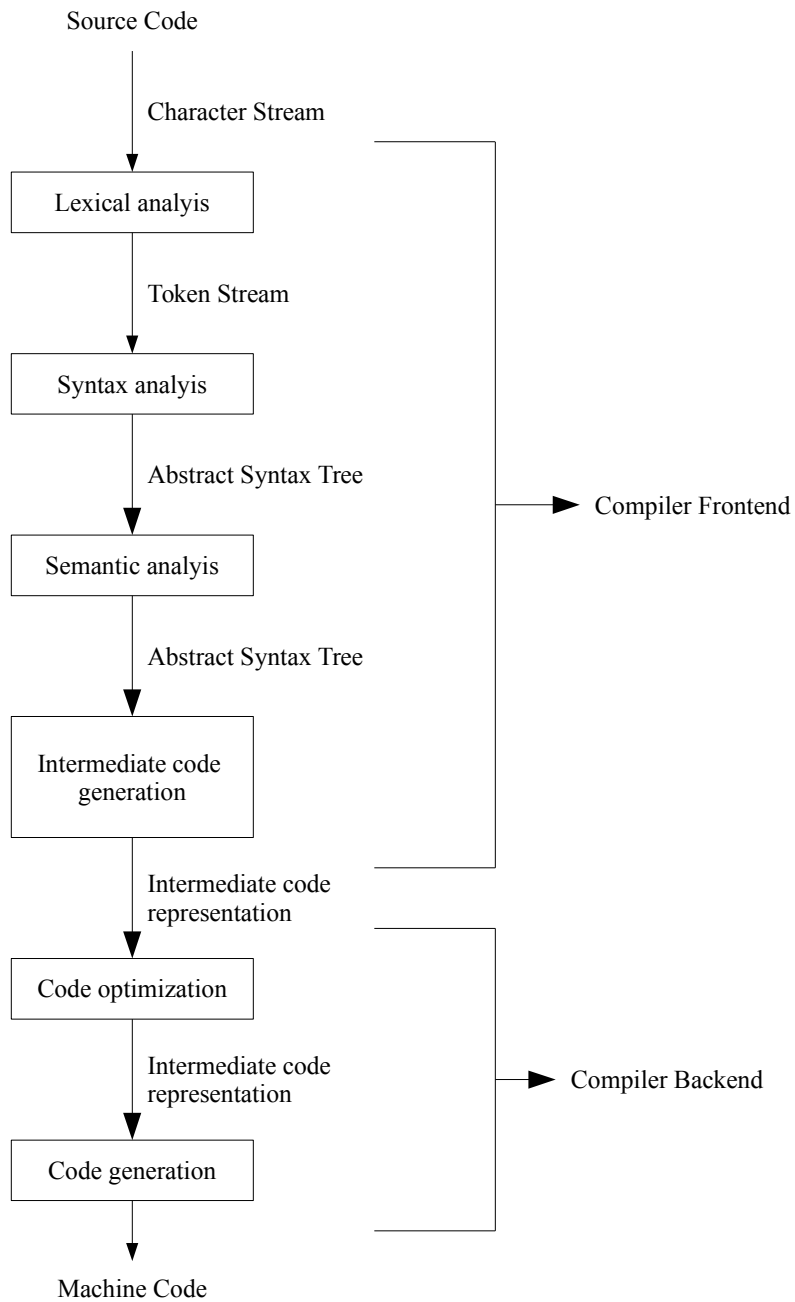 Source Code
Character Stream
Lexical analyis
Token Stream
Syntax analyis
Abstract Syntax Tree
Compiler Frontend
Semantic analyis
Abstract Syntax Tree
Intermediate code
generation
Intermediate code
representation
Code optimization
Intermediate code
representation
Compiler Backend
Code generation
Machine Code